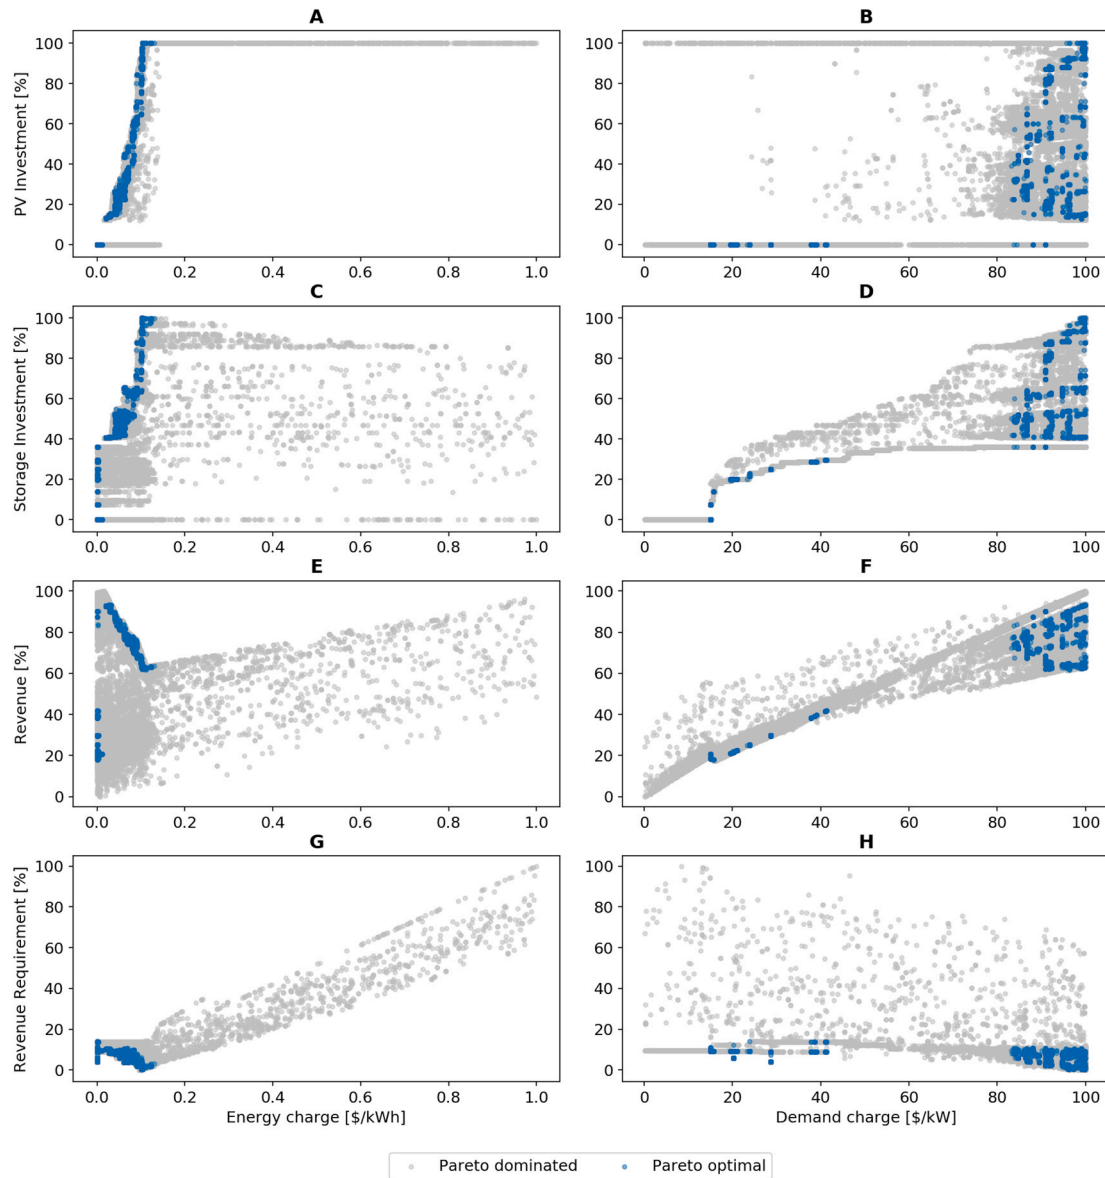 A
B
100
80
60
40
20
0
PV Investment [%]
0.0 0.2 0.4 0.6 0.8 1.0
100
80
60
40
20
0
0 20 40 60 80 100
C
D
100
80
60
40
20
0
Storage Investment [%]
0.0 0.2 0.4 0.6 0.8 1.0
100
80
60
40
20
0
0 20 40 60 80 100
E
F
100
80
60
40
20
0
Revenue [%]
0.0 0.2 0.4 0.6 0.8 1.0
100
80
60
40
20
0
0 20 40 60 80 100
G
H
100
80
60
40
20
0
Revenue Requirement [%]
0.0 0.2 0.4 0.6 0.8 1.0
Energy charge [$/kWh]
100
80
60
40
20
0
0 20 40 60 80 100
Demand charge [$/kW]
Pareto dominated Pareto optimal